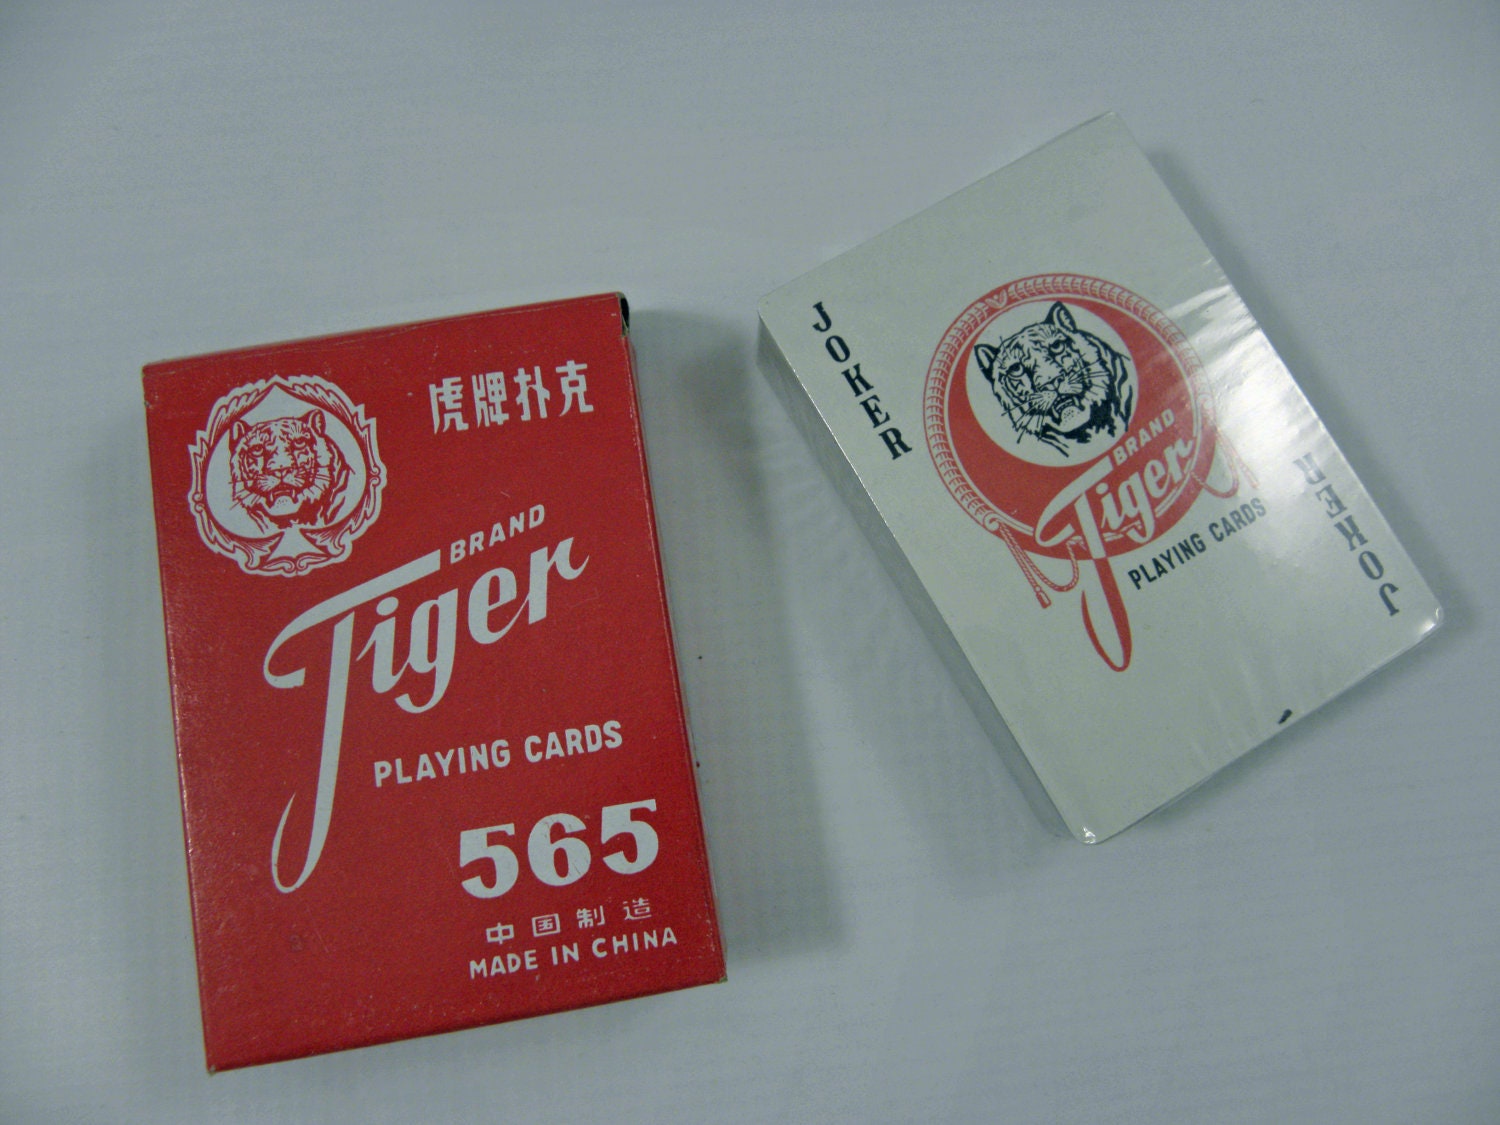 虎牌扑克
BRAND
Tiger
PLAYING CARDS
565
中国制造
MADE IN CHINA
JOKER
BRAND
Tiger
PLAYING CARDS
JOKER